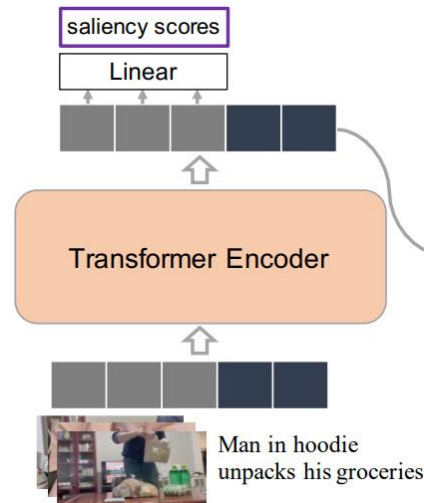 saliency scores
Linear
Transformer Encoder
Man in hoodie
unpacks his groceries